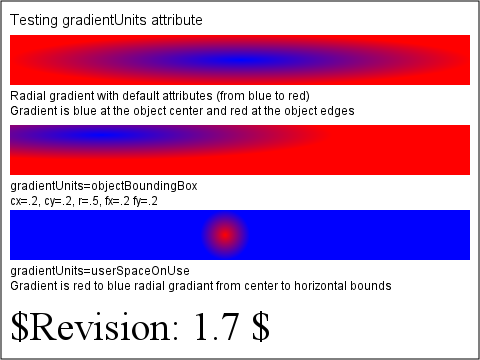 Testing gradientUnits attribute
Radial gradient with default attributes (from blue to red)
Gradient is blue at the object center and red at the object edges
gradientUnits=objectBoundingBox
cx=.2, cy=.2, r=.5, fx=.2 fy=.2
gradientUnits=userSpaceOnUse
Gradient is red to blue radial gradiant from center to horizontal bounds
$Revision: 1.7 $